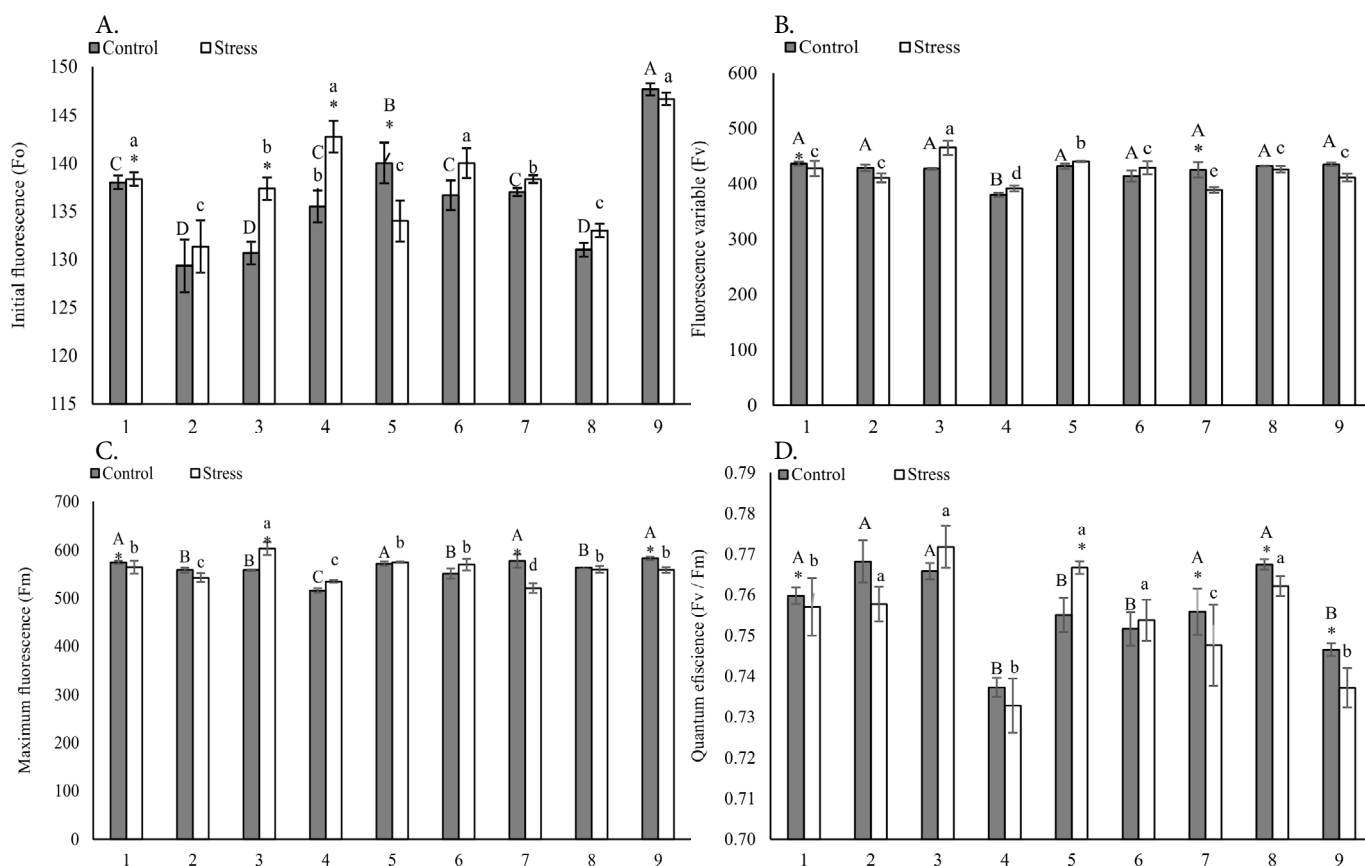 A.
Control Stress
Initial fluorescence (Fo)
150
145
140
135
130
125
120
115
C a *
D c
D b *
C b a *
B * c
C a
C b
D c
A a
1 2 3 4 5 6 7 8 9
B.
Control Stress
Fluorescence variable (Fv)
600
500
400
300
200
100
0
A * c
A c
A a
B d
A b
A c
A * e
A c
A c
1 2 3 4 5 6 7 8 9
C.
Control Stress
Maximum fluorescence (Fm)
700
600
500
400
300
200
100
0
A * b
B c
B a *
C c
A b
B b
A * d
B b
A * b
1 2 3 4 5 6 7 8 9
D.
Control Stress
Quantum efiscience (Fv / Fm)
0.79
0.78
0.77
0.76
0.75
0.74
0.73
0.72
0.71
0.70
A * b
A a
A a
B b
B a *
B a
A * c
A * a
B * b
1 2 3 4 5 6 7 8 9